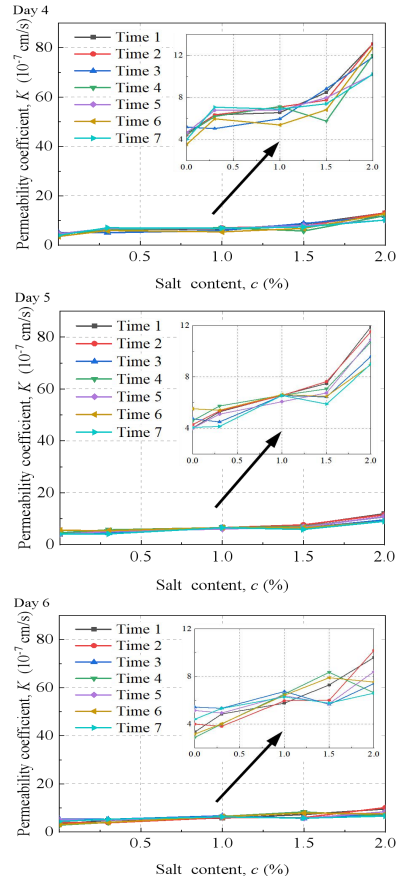 Day 4
Permeability coefficient, K (10⁻⁷ cm/s)
80
60
40
20
0
Time 1
Time 2
Time 3
Time 4
Time 5
Time 6
Time 7
12
8
4
0.0 0.5 1.0 1.5 2.0
0.5 1.0 1.5 2.0
Salt content, c (%)
Day 5
Permeability coefficient, K (10⁻⁷ cm/s)
80
60
40
20
0
Time 1
Time 2
Time 3
Time 4
Time 5
Time 6
Time 7
12
8
4
0.0 0.5 1.0 1.5 2.0
0.5 1.0 1.5 2.0
Salt content, c (%)
Day 6
Permeability coefficient, K (10⁻⁷ cm/s)
80
60
40
20
0
Time 1
Time 2
Time 3
Time 4
Time 5
Time 6
Time 7
12
8
4
0.0 0.5 1.0 1.5 2.0
0.5 1.0 1.5 2.0
Salt content, c (%)